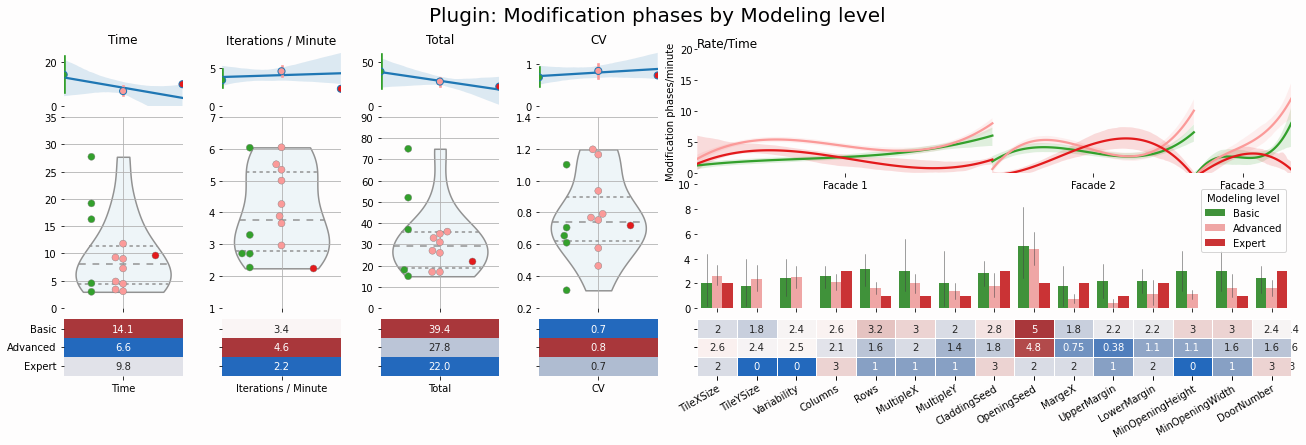 Plugin: Modification phases by Modeling level
Time
Iterations / Minute
Total
CV
Rate/Time
20
0
5
0
50
0
1
0
35
30
25
20
15
10
5
0
7
6
5
4
3
2
1
90
80
70
60
50
40
30
20
10
0
1.4
1.2
1.0
0.8
0.6
0.4
0.2
Modification phases/minute
20
15
10
5
0
Facade 1
Facade 2
Facade 3
10
8
6
4
2
0
Modeling level
Basic
Advanced
Expert
Basic 14.1 3.4 39.4 0.7 2 1.8 2.4 2.6 3.2 3 2 2.8 5 1.8 2.2 2.2 3 3 2.4 .4
Advanced 6.6 4.6 27.8 0.8 2.6 2.4 2.5 2.1 1.6 2 1.4 1.8 4.8 0.75 0.38 1.1 1.1 1.6 1.6 6
Expert 9.8 2.2 22.0 0.7 2 0 0 3 1 1 1 3 2 2 1 2 0 1 3 3
Time
Iterations / Minute
Total
CV
TileXSize
TileYSize
Variability
Columns
Rows
MultipleX
MultipleY
CladdingSeed
OpeningSeed
MargeX
UpperMargin
LowerMargin
MinOpeningHeight
MinOpeningWidth
DoorNumber